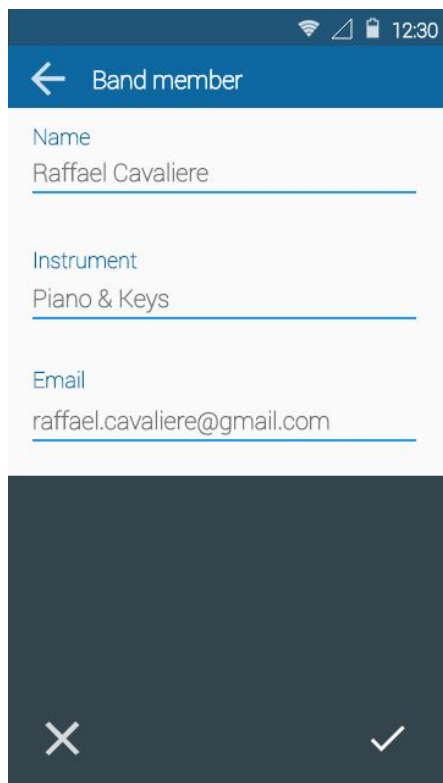 12:30
Band member
Name
Raffael Cavaliere
Instrument
Piano & Keys
Email
raffael.cavaliere@gmail.com